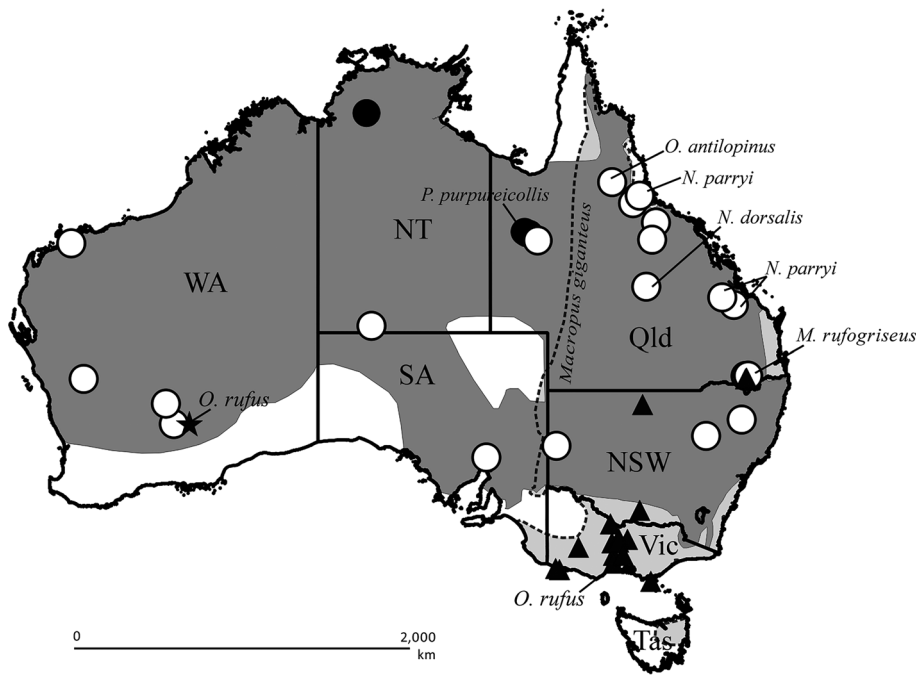 O. antilopinus
N. parryi
P. purpureicollis
N. dorsalis
NT
Macropus giganteus
N. parryi
WA
Qld
M. rufogriseus
SA
O. rufus
NSW
Vic
O. rufus
Tas
0 2,000
km